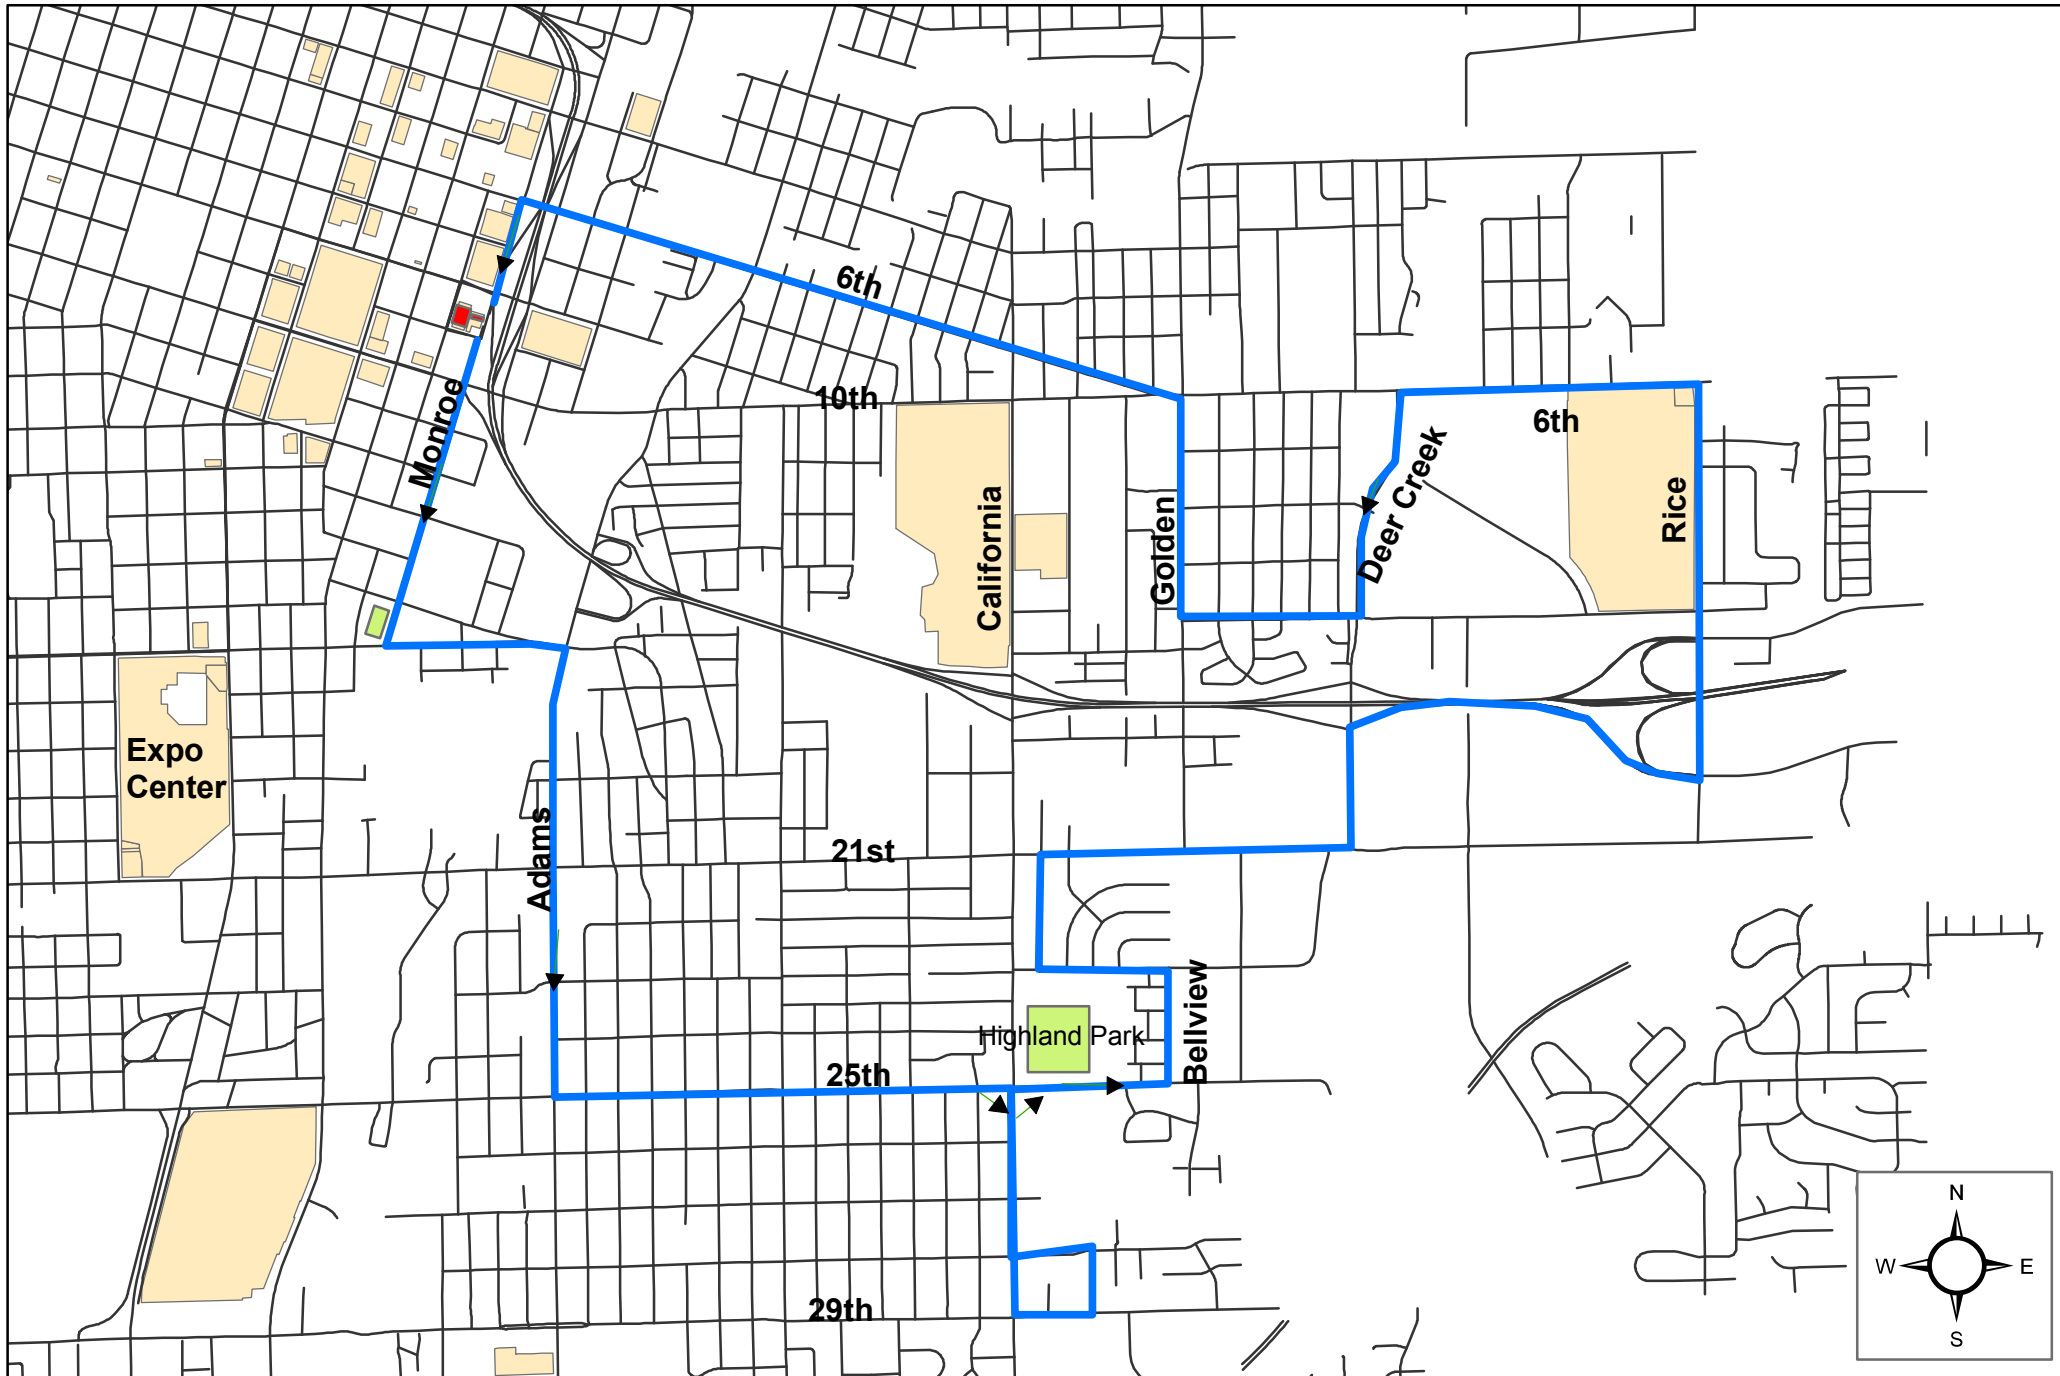 6th
10th
Monroe
6th
Deer Creek
Rice
California
Golden
Expo
Center
Adams
21st
Bellview
Highland Park
25th
29th
N
W
E
S